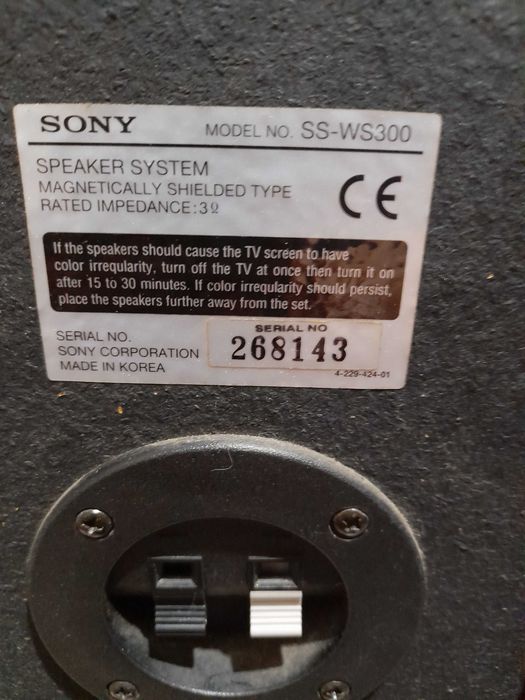 SONY MODEL NO. SS-WS300
SPEAKER SYSTEM
MAGNETICALLY SHIELDED TYPE
RATED IMPEDANCE:3Ω
CE
If the speakers should cause the TV screen to have
color irregularity, turn off the TV at once then turn it on
after 15 to 30 minutes. If color irregularity should persist,
place the speakers further away from the set.
SERIAL NO.
SONY CORPORATION
MADE IN KOREA
SERIAL NO
268143
4-229-424-01